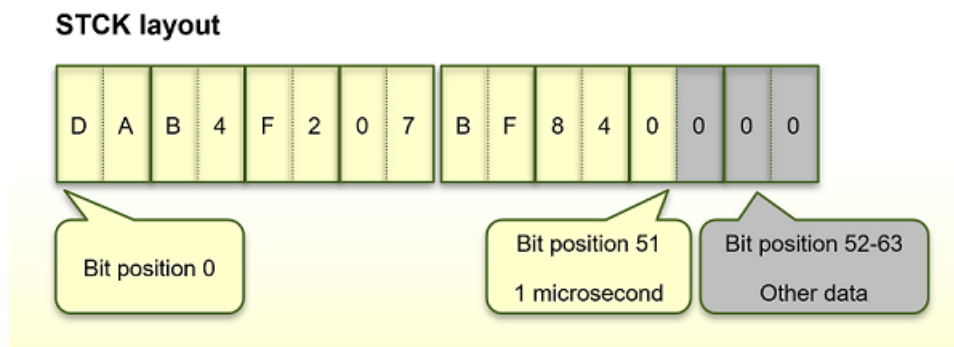 STCK layout
D A B 4 F 2 0 7 B F 8 4 0 0 0 0
Bit position 0
Bit position 51
1 microsecond
Bit position 52-63
Other data